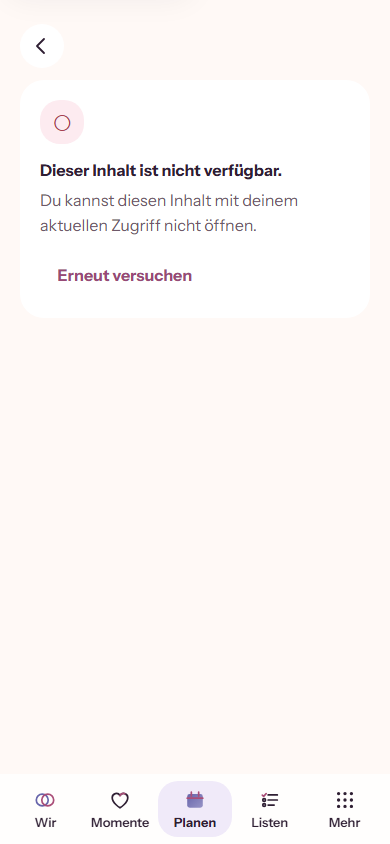 Dieser Inhalt ist nicht verfügbar.
Du kannst diesen Inhalt mit deinem
aktuellen Zugriff nicht öffnen.
Erneut versuchen
Wir
Momente
Planen
Listen
Mehr